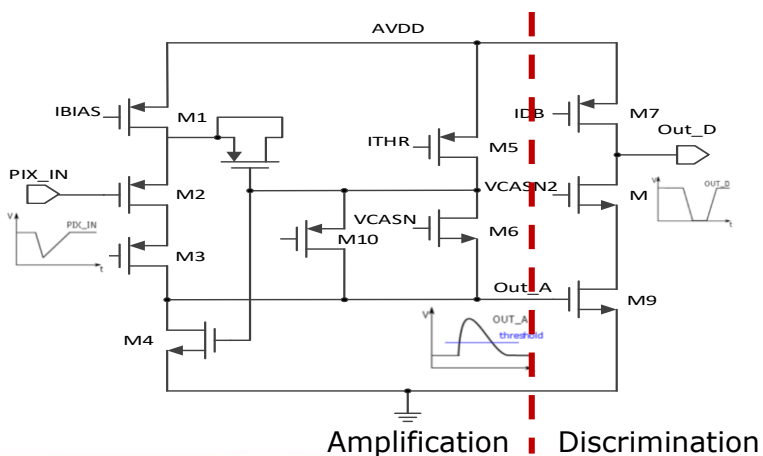 AVDD
IBIAS
M1
ITHR
M5
IDB
M7
Out_D
PIX_IN
M2
VCASN2
M
V
OUT_D
t
V
PIX_IN
t
M3
M10
VCASN
M6
Out_A
M9
M4
V
OUT_A
threshold
t
Amplification
Discrimination